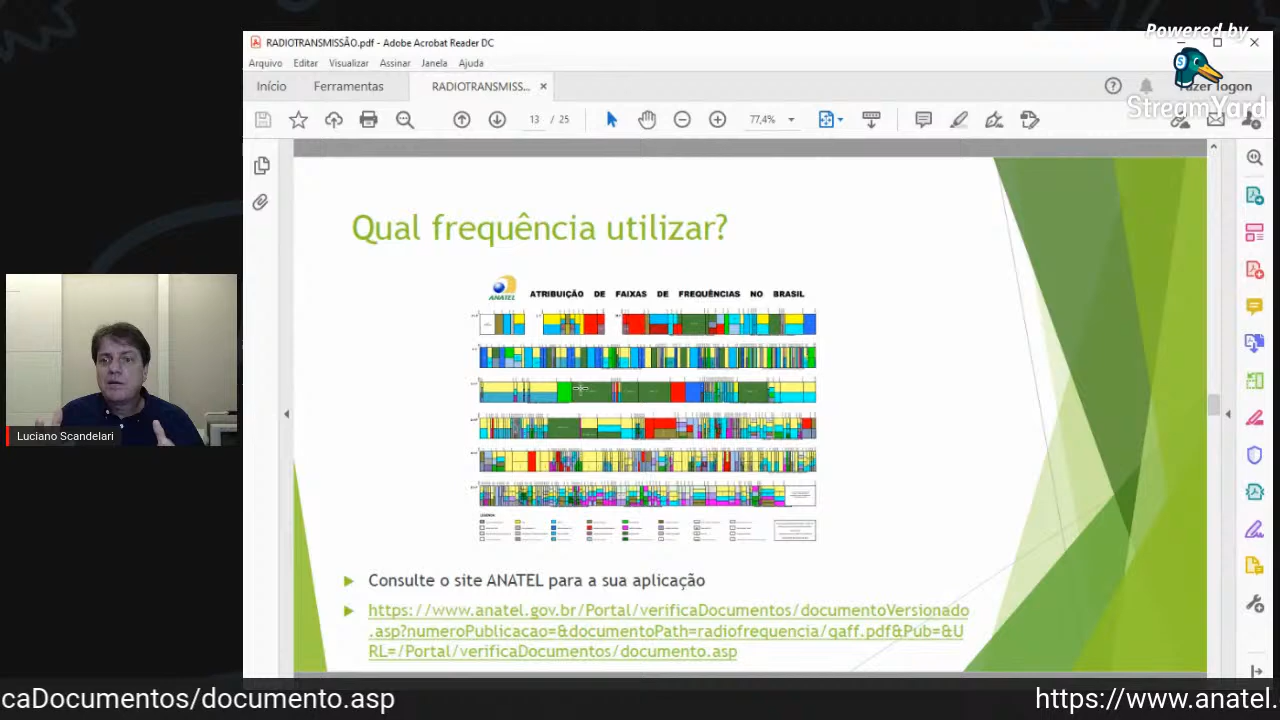 Powered by
StreamYard
RADIOTRANSMISSÃO.pdf - Adobe Acrobat Reader DC
Arquivo Editar Visualizar Assinar Janela Ajuda
Início Ferramentas RADIOTRANSMISS... × Fazer logon
13 / 25 77,4%
Qual frequência utilizar?
ANATEL ATRIBUIÇÃO DE FAIXAS DE FREQUÊNCIAS NO BRASIL
LEGENDA
Luciano Scandelari
Consulte o site ANATEL para a sua aplicação
https://www.anatel.gov.br/Portal/verificaDocumentos/documentoVersionado
.asp?numeroPublicacao=&documentoPath=radiofrequencia/qaff.pdf&Pub=&U
RL=/Portal/verificaDocumentos/documento.asp
caDocumentos/documento.asp https://www.anatel.